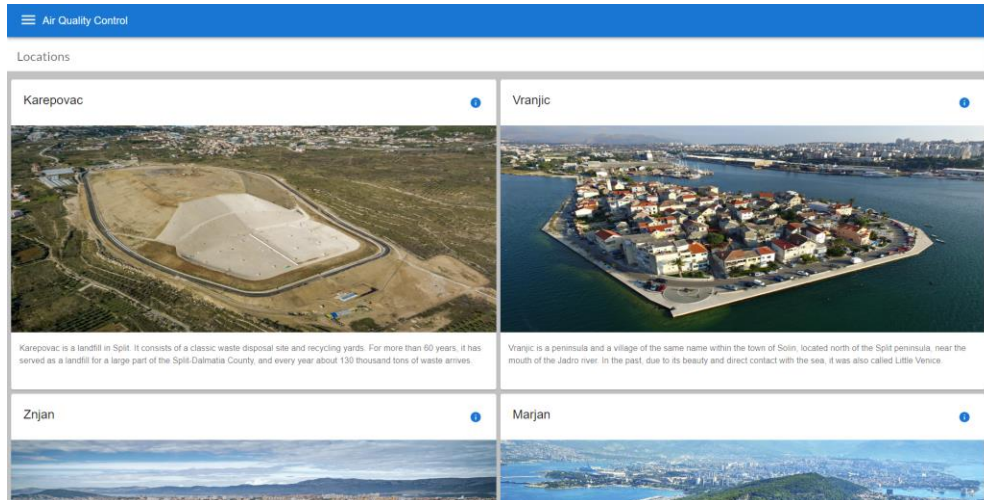 Air Quality Control
Locations
Karepovac
Vranjic
Karepovac is a landfill in Split. It consists of a classic waste disposal site and recycling yards. For more than 60 years, it has
served as a landfill for a large part of the Split-Dalmatia County, and every year about 130 thousand tons of waste arrives.
Vranjic is a peninsula and a village of the same name within the town of Solin, located north of the Split peninsula, near the
mouth of the Jadro river. In the past, due to its beauty and direct contact with the sea, it was also called Little Venice.
Znjan
Marjan